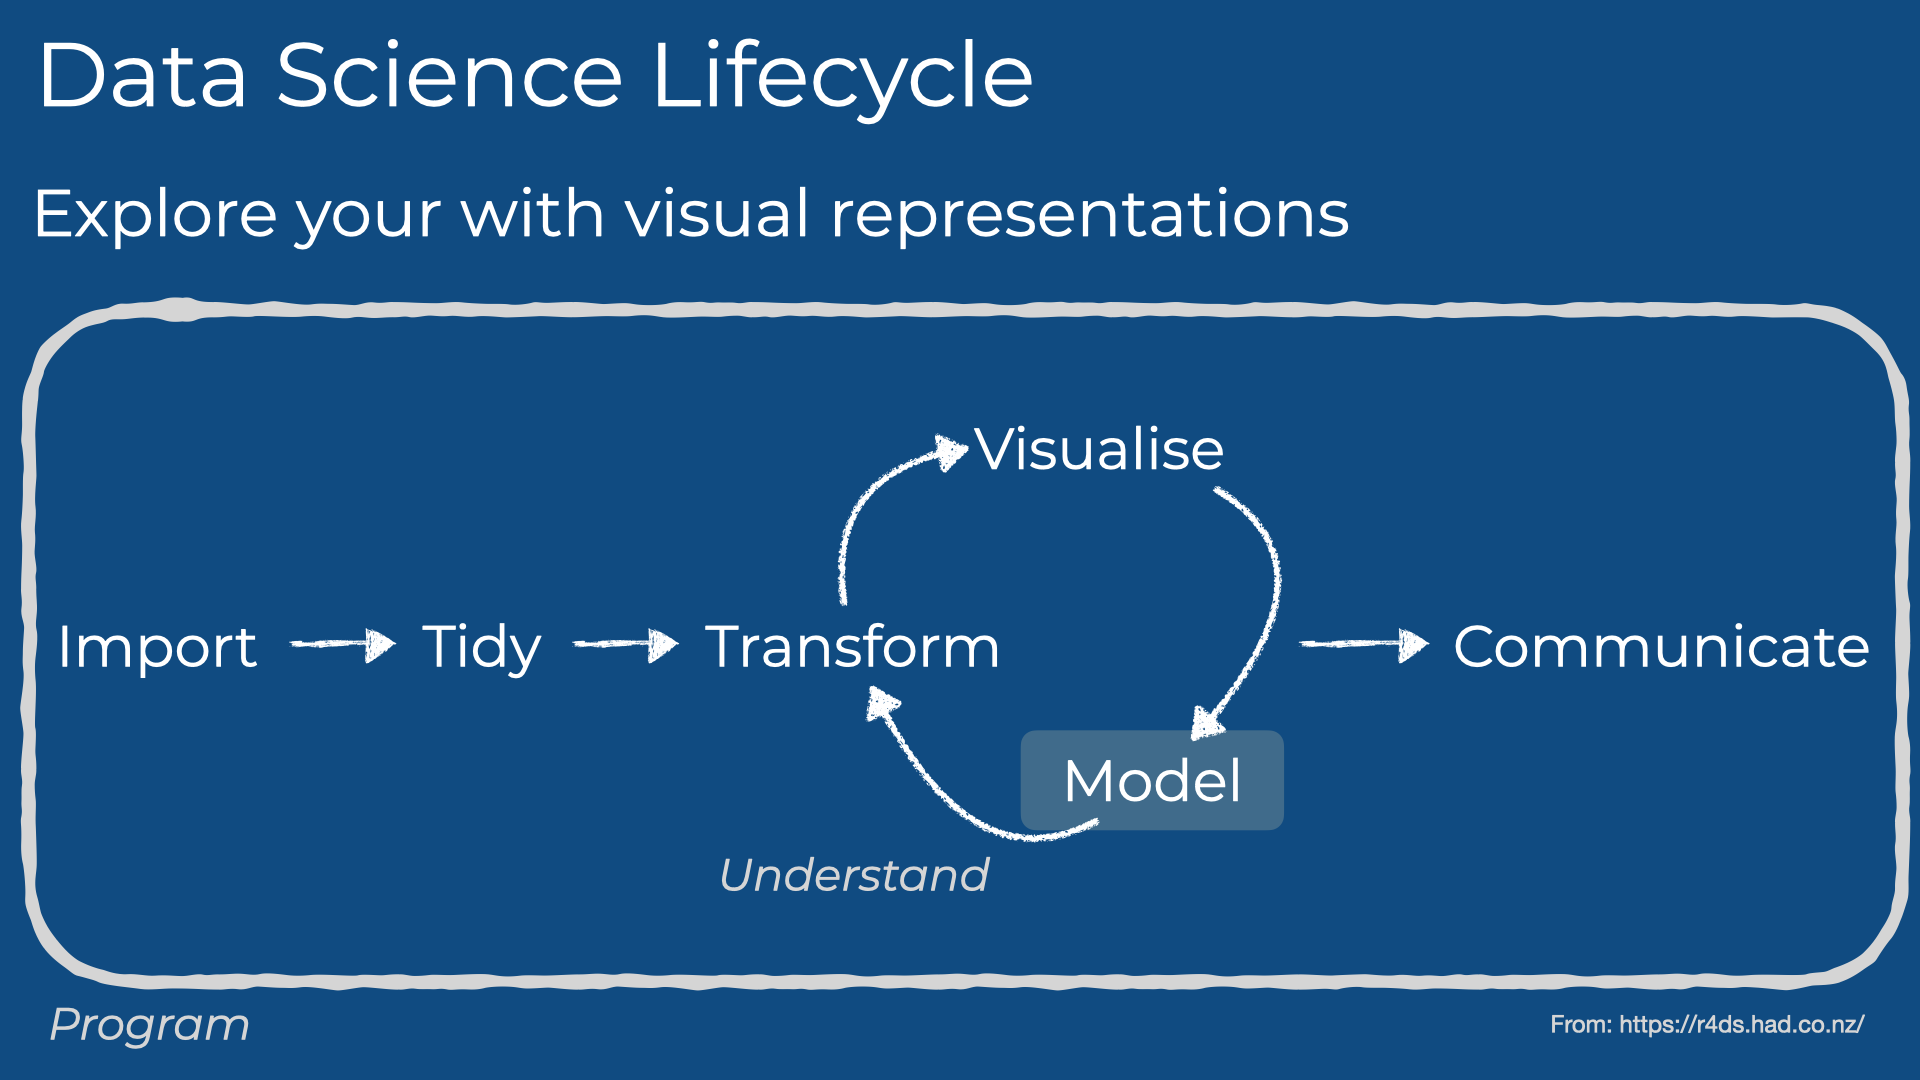 Data Science Lifecycle
Explore your with visual representations
Visualise
Import
Tidy
Transform
Communicate
Model
Understand
Program
From: https://r4ds.had.co.nz/